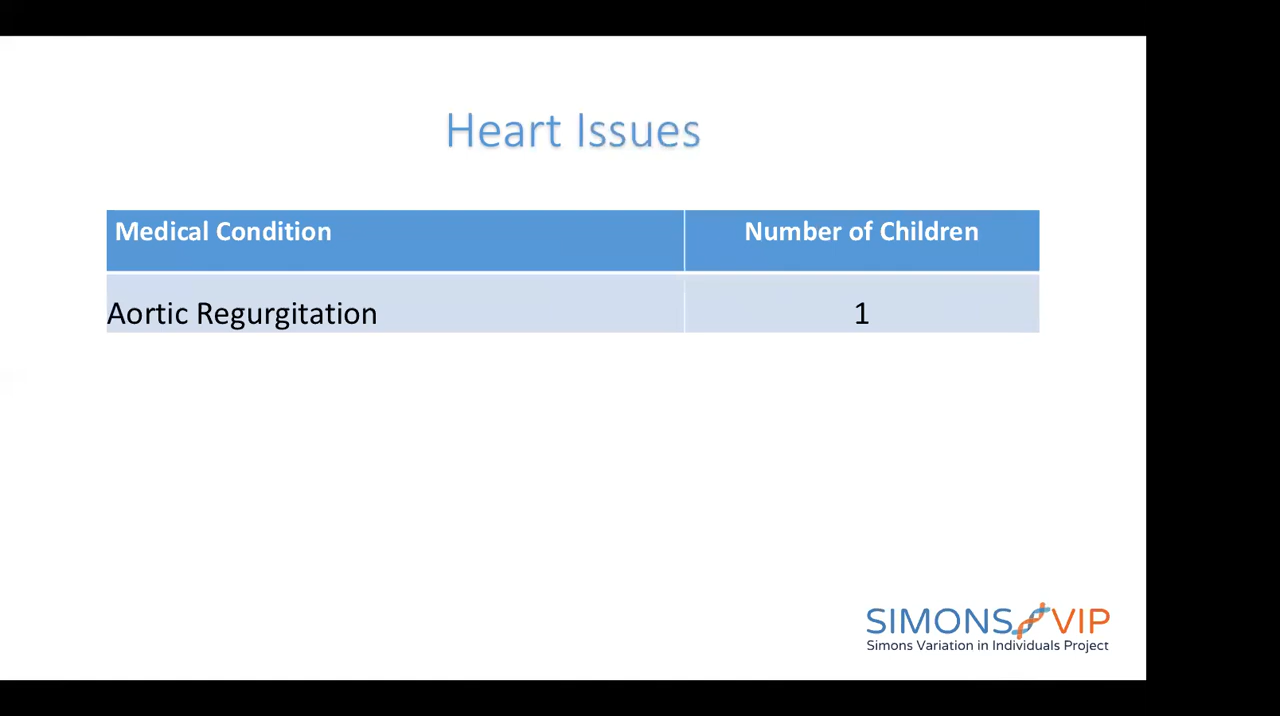 Heart Issues
Medical Condition Number of Children
Aortic Regurgitation 1
SIMONS VIP
Simons Variation in Individuals Project